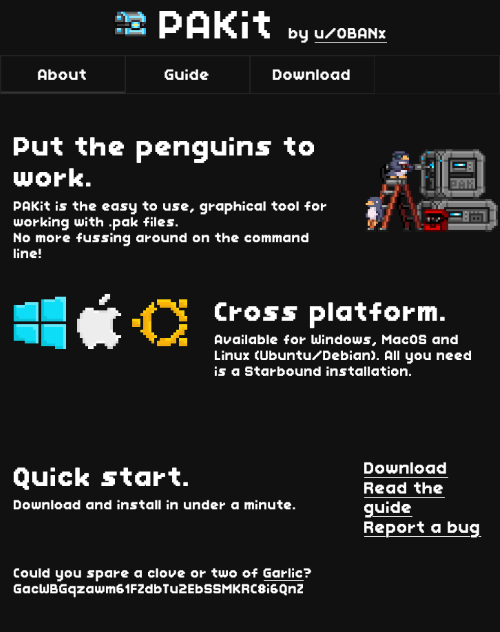 PAKit by u/OBANx
About Guide Download
Put the penguins to
work.
PAKit is the easy to use, graphical tool for
working with .pak files.
No more fussing around on the command
line!
PAK
Cross platform.
Available for Windows, MacOS and
Linux (Ubuntu/Debian). All you need
is a Starbound installation.
Quick start.
Download and install in under a minute.
Download
Read the
guide
Report a bug
Could you spare a clove or two of Garlic?
GacWBGqzawm61FZdbTu2EbSSMKRC8i6QnZ